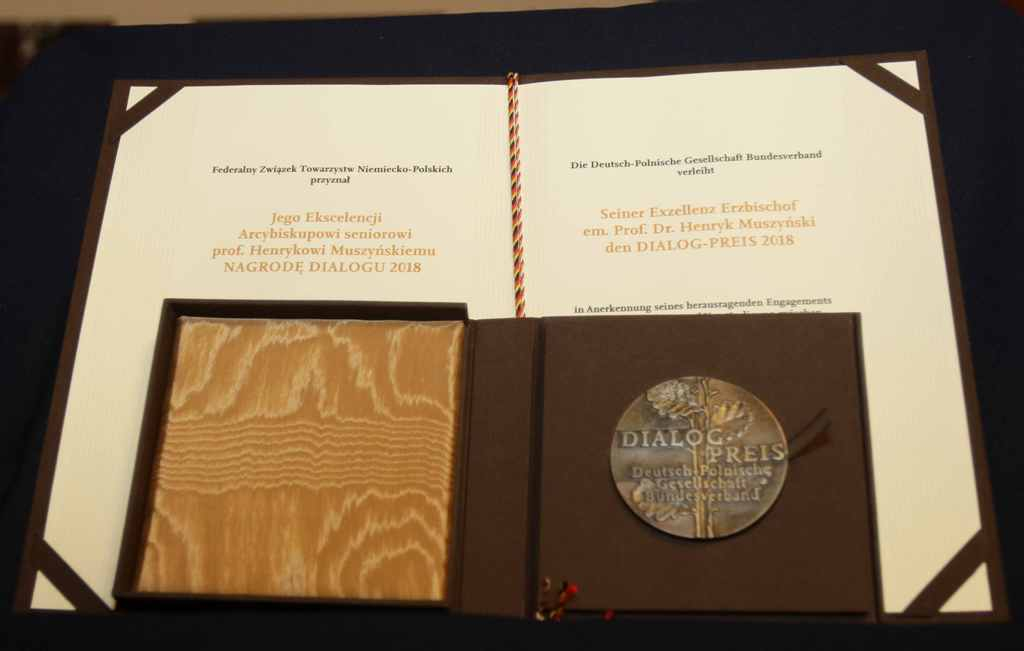 Federalny Związek Towarzystw Niemiecko-Polskich
przyznał
Jego Ekscelencji
Arcybiskupowi seniorowi
prof. Henrykowi Muszyńskiemu
NAGRODĘ DIALOGU 2018
Die Deutsch-Polnische Gesellschaft Bundesverband
verleiht
Seiner Exzellenz Erzbischof
em. Prof. Dr. Henryk Muszyński
den DIALOG-PREIS 2018
in Anerkennung seines herausragenden Engagements
DIALOG-
PREIS
Deutsch-Polnische
Gesellschaft
Bundesverband